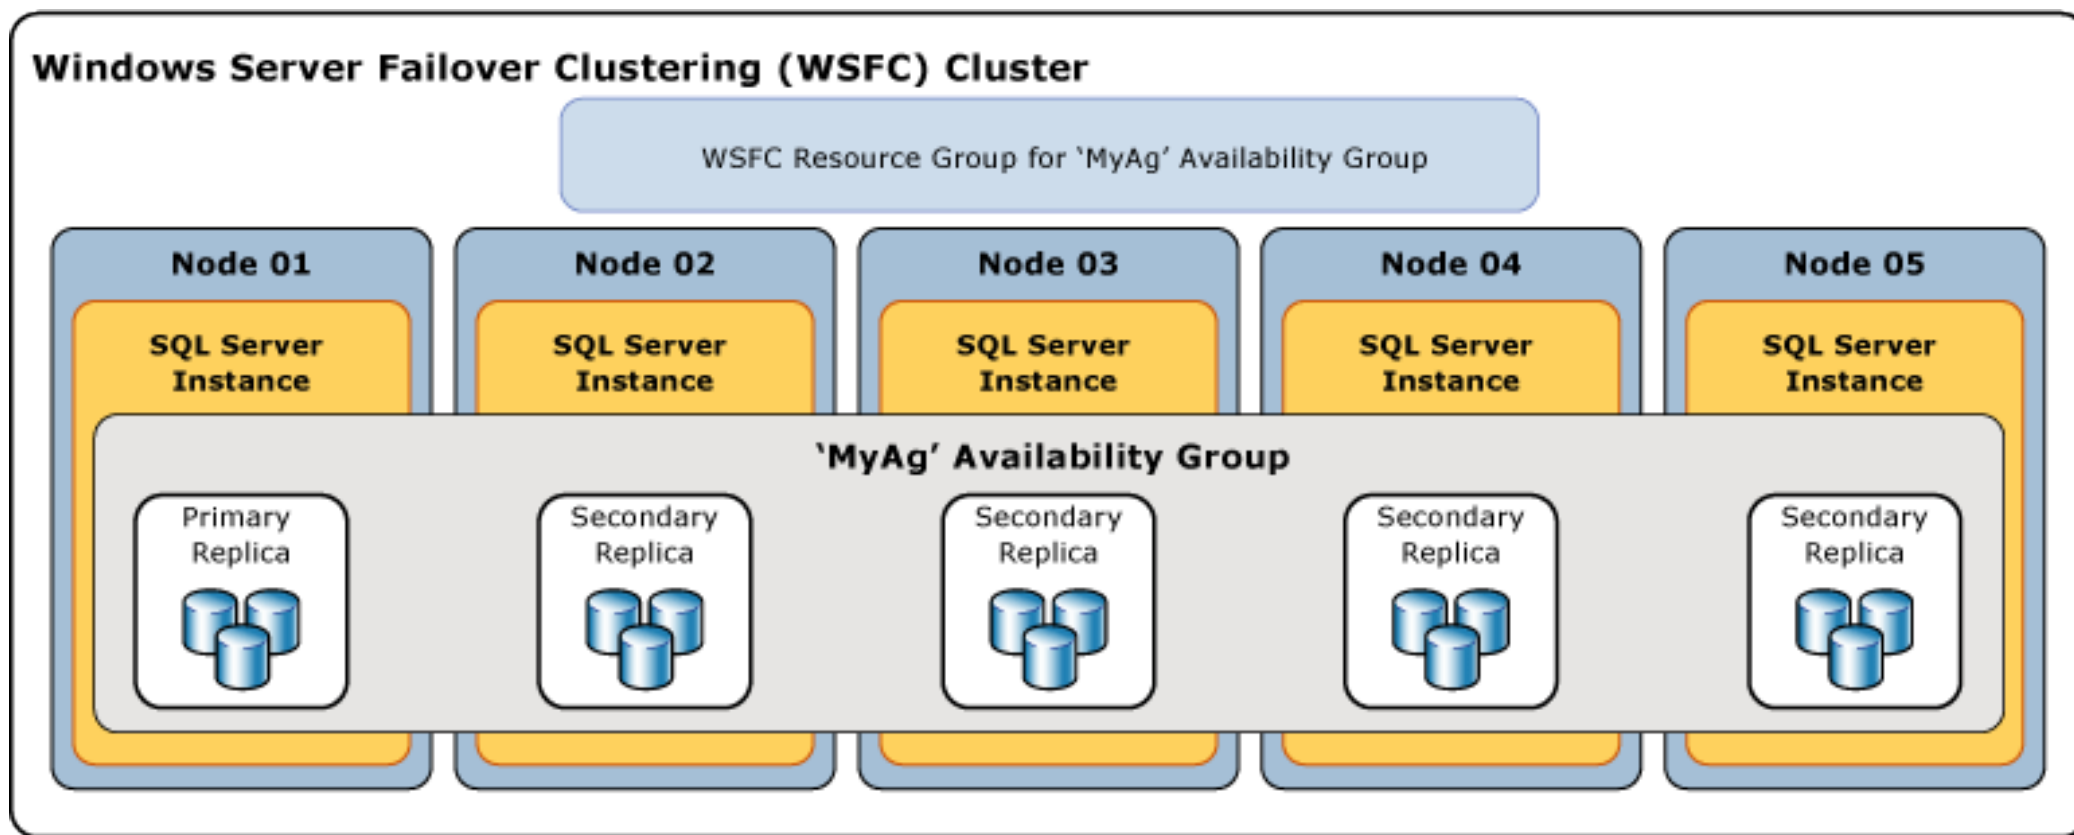 Windows Server Failover Clustering (WSFC) Cluster
WSFC Resource Group for ‘MyAg’ Availability Group
Node 01
Node 02
Node 03
Node 04
Node 05
SQL Server
Instance
SQL Server
Instance
SQL Server
Instance
SQL Server
Instance
SQL Server
Instance
‘MyAg’ Availability Group
Primary
Replica
Secondary
Replica
Secondary
Replica
Secondary
Replica
Secondary
Replica